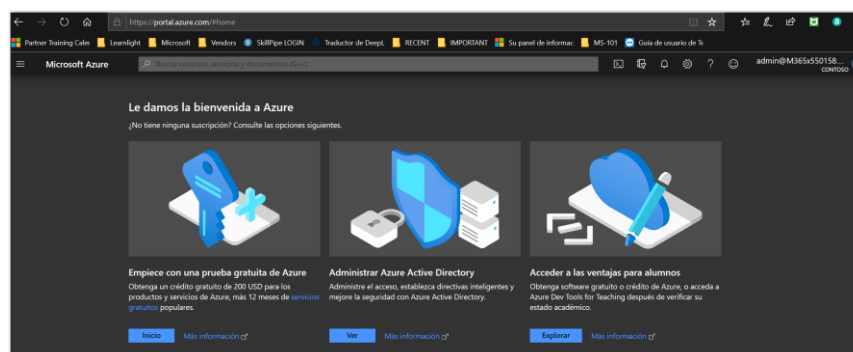 https://portal.azure.com/#home
Partner Training Caler Learnlight Microsoft Vendors SkillPipe LOGIN Traductor de DeepL RECENT IMPORTANT Su panel de informac MS-101 Guía de usuario de Te
Microsoft Azure Buscar recursos, servicios y documentos (G+/) admin@M365x550158....
CONTOSO
Le damos la bienvenida a Azure
¿No tiene ninguna suscripción? Consulte las opciones siguientes.
Empiece con una prueba gratuita de Azure
Obtenga un crédito gratuito de 200 USD para los
productos y servicios de Azure, más 12 meses de servicios
gratuitos populares.
Inicio Más información
Administrar Azure Active Directory
Administre el acceso, establezca directivas inteligentes y
mejore la seguridad con Azure Active Directory.
Ver Más información
Acceder a las ventajas para alumnos
Obtenga software gratuito o crédito de Azure, o acceda a
Azure Dev Tools for Teaching después de verificar su
estado académico.
Explorar Más información